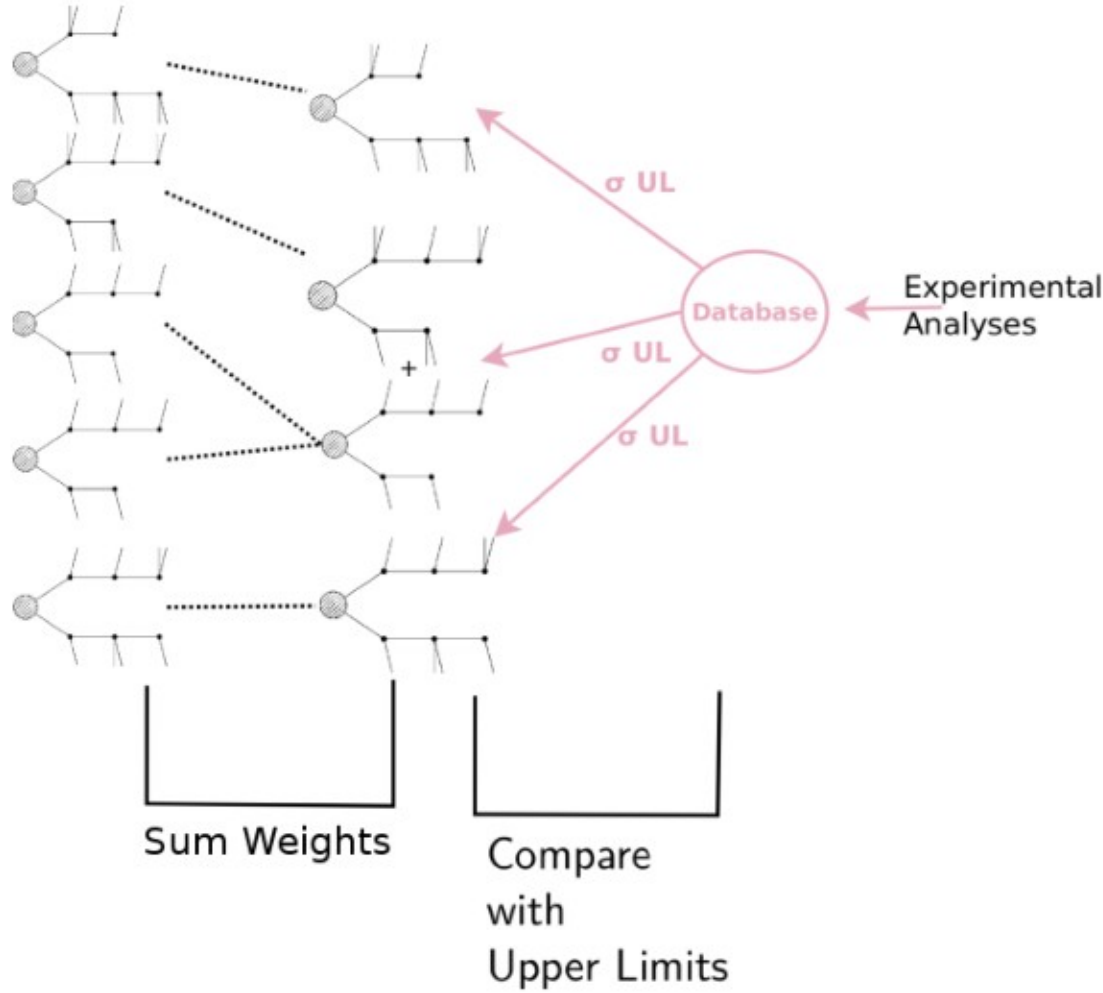 σ UL
Database
Experimental
Analyses
σ UL
+
σ UL
Sum Weights
Compare
with
Upper Limits